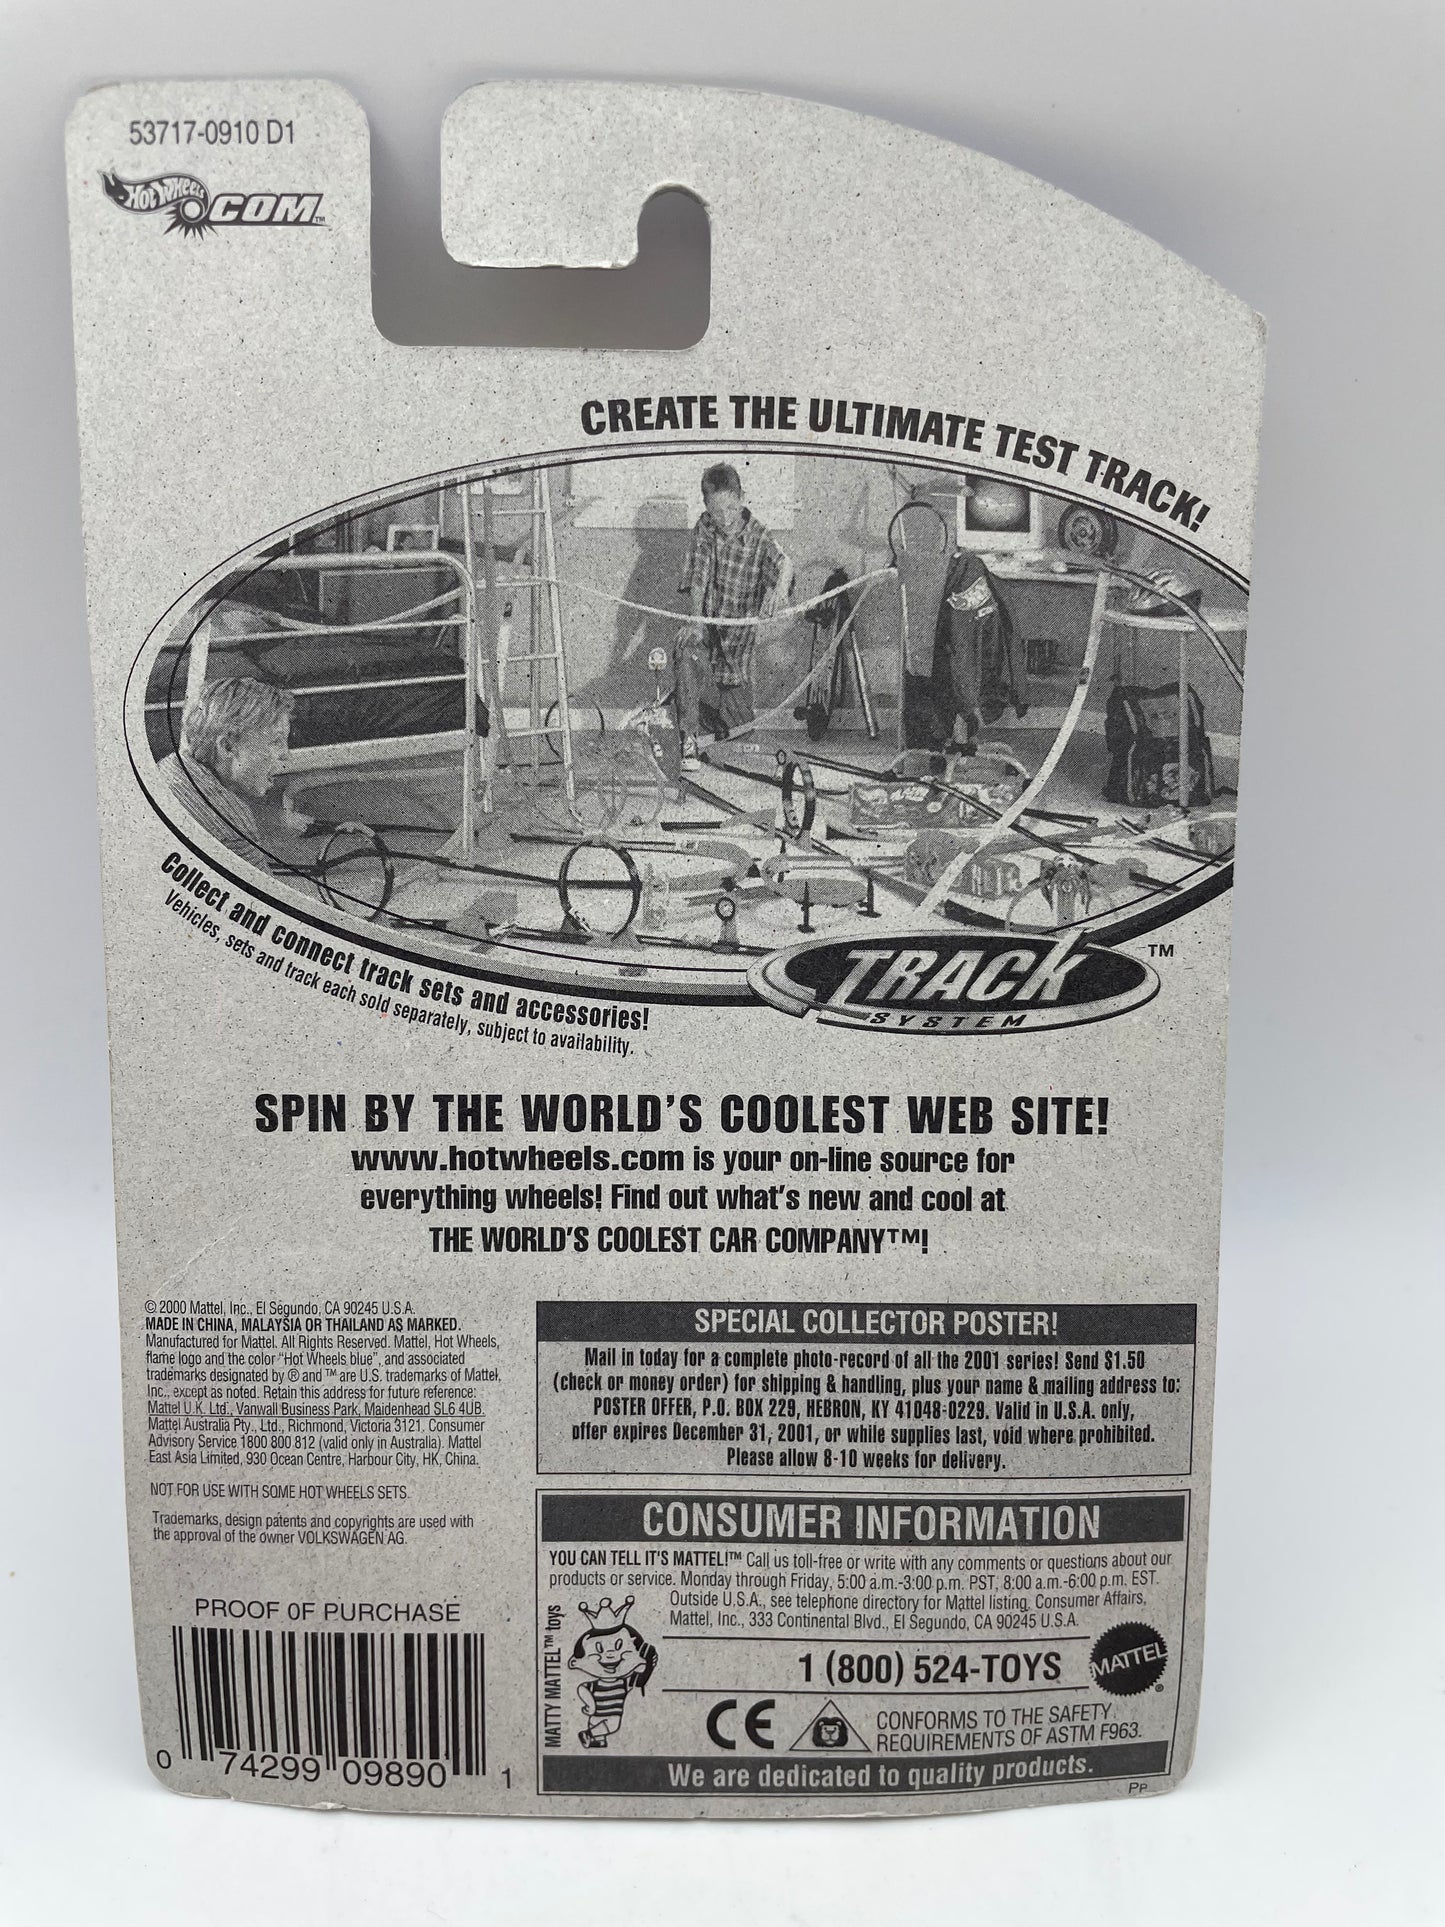 53717-0910 D1
HOT WHEELS .COM™
CREATE THE ULTIMATE TEST TRACK!
Collect and connect track sets and accessories!
Vehicles, sets and track each sold separately, subject to availability.
TRACK ™
SYSTEM
SPIN BY THE WORLD'S COOLEST WEB SITE!
www.hotwheels.com is your on-line source for
everything wheels! Find out what's new and cool at
THE WORLD'S COOLEST CAR COMPANY™!
© 2000 Mattel, Inc., El Segundo, CA 90245 U.S.A.
MADE IN CHINA, MALAYSIA OR THAILAND AS MARKED.
Manufactured for Mattel. All Rights Reserved. Mattel, Hot Wheels,
flame logo and the color "Hot Wheels blue", and associated
trademarks designated by ® and ™ are U.S. trademarks of Mattel,
Inc., except as noted. Retain this address for future reference:
Mattel U.K. Ltd., Vanwall Business Park, Maidenhead SL6 4UB.
Mattel Australia Pty., Ltd., Richmond, Victoria 3121. Consumer
Advisory Service 1800 800 812 (valid only in Australia). Mattel
East Asia Limited, 930 Ocean Centre, Harbour City, HK, China.
NOT FOR USE WITH SOME HOT WHEELS SETS.
Trademarks, design patents and copyrights are used with
the approval of the owner VOLKSWAGEN AG.
PROOF OF PURCHASE
0 74299 09890 1
SPECIAL COLLECTOR POSTER!
Mail in today for a complete photo-record of all the 2001 series! Send $1.50
(check or money order) for shipping & handling, plus your name & mailing address to:
POSTER OFFER, P.O. BOX 229, HEBRON, KY 41048-0229. Valid in U.S.A. only,
offer expires December 31, 2001, or while supplies last, void where prohibited.
Please allow 8-10 weeks for delivery.
CONSUMER INFORMATION
YOU CAN TELL IT'S MATTEL!™ Call us toll-free or write with any comments or questions about our
products or service. Monday through Friday, 5:00 a.m.-3:00 p.m. PST, 8:00 a.m.-6:00 p.m. EST.
Outside U.S.A., see telephone directory for Mattel listing. Consumer Affairs,
Mattel, Inc., 333 Continental Blvd., El Segundo, CA 90245 U.S.A.
MATTY MATTEL™ toys
1 (800) 524-TOYS
MATTEL®
CE
CONFORMS TO THE SAFETY
REQUIREMENTS OF ASTM F963.
We are dedicated to quality products.
PP